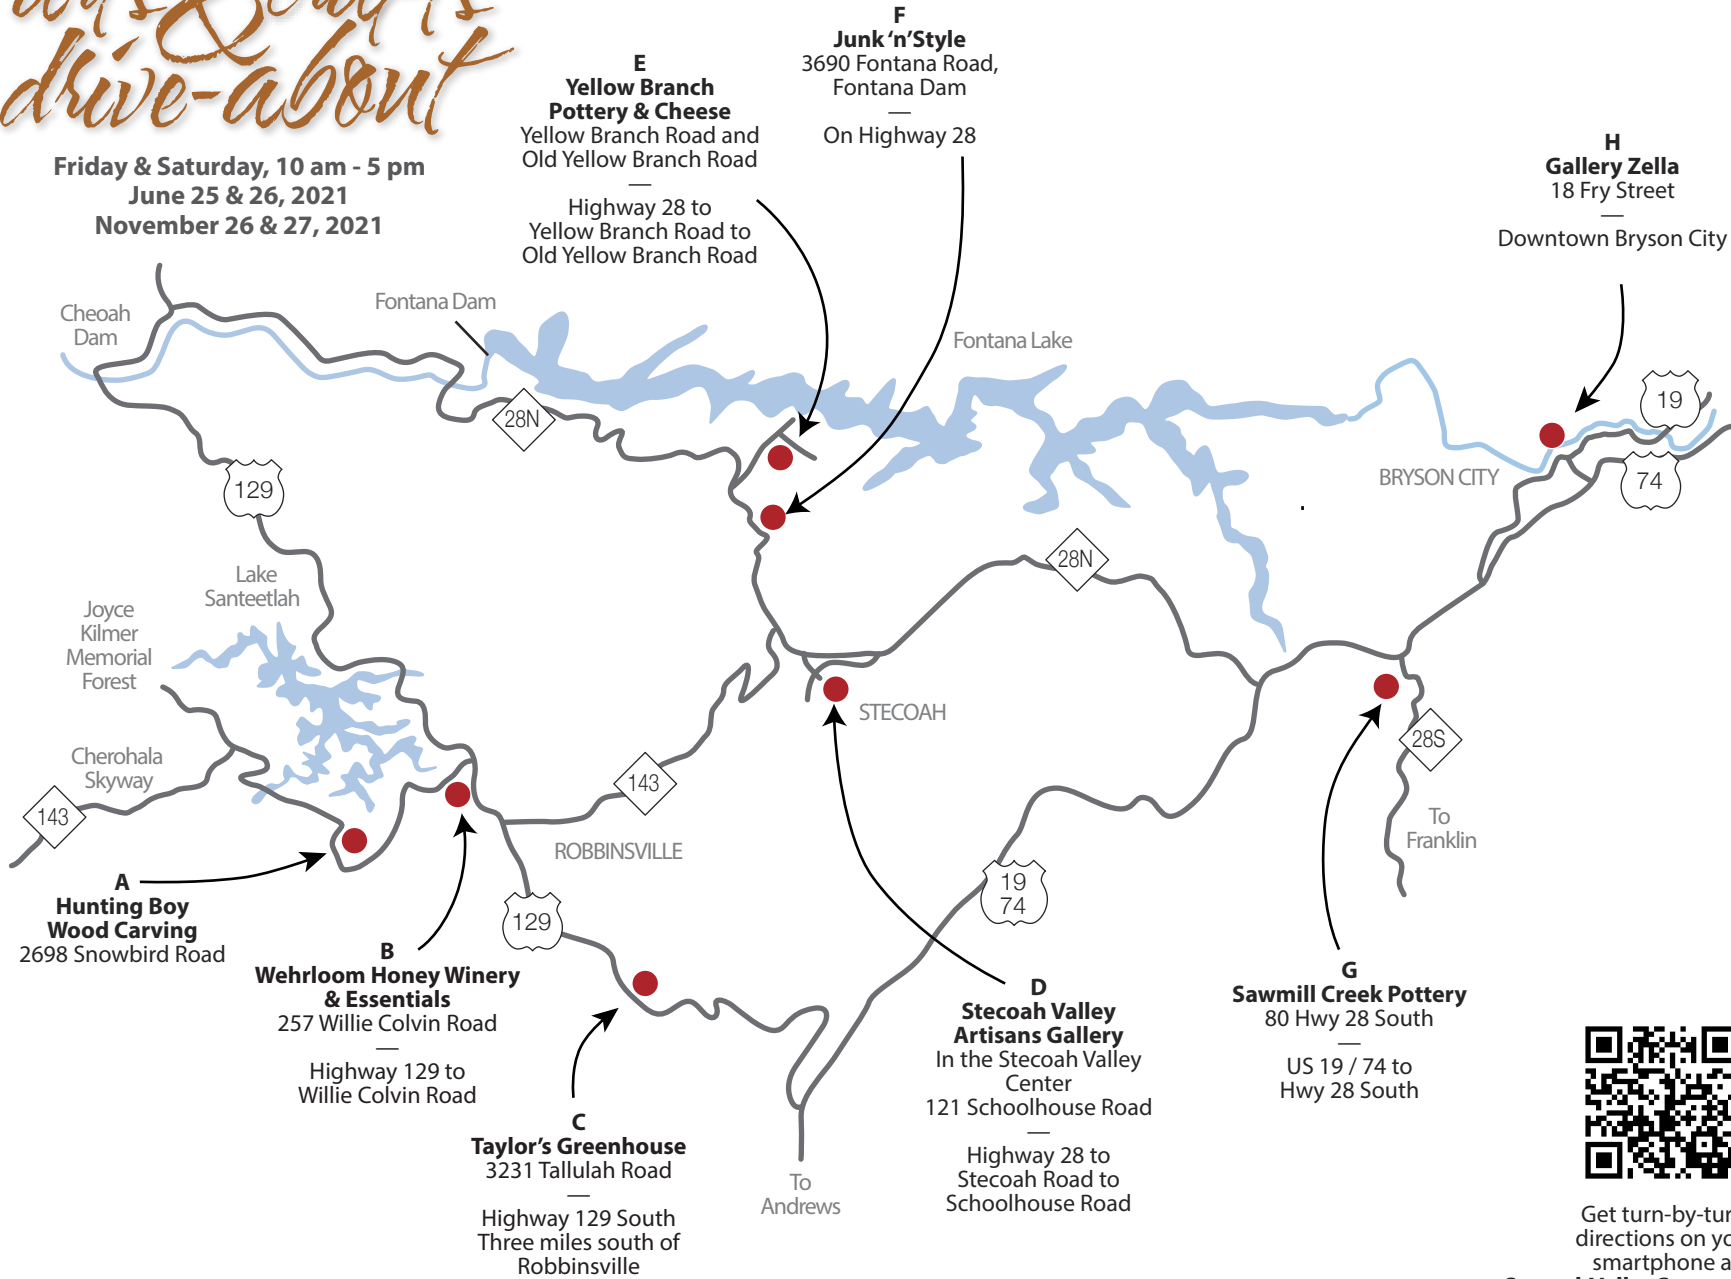 drive-about
Friday & Saturday, 10 am - 5 pm
June 25 & 26, 2021
November 26 & 27, 2021
E
Yellow Branch
Pottery & Cheese
Yellow Branch Road and
Old Yellow Branch Road
—
Highway 28 to
Yellow Branch Road to
Old Yellow Branch Road
F
Junk ‘n’Style
3690 Fontana Road,
Fontana Dam
—
On Highway 28
H
Gallery Zella
18 Fry Street
—
Downtown Bryson City
Cheoah
Dam
Fontana Dam
Fontana Lake
28N
19
74
BRYSON CITY
129
Lake
Santeetlah
Joyce
Kilmer
Memorial
Forest
28N
STECOAH
28S
Cherohala
Skyway
143
143
To
Franklin
ROBBINSVILLE
19
74
129
A
Hunting Boy
Wood Carving
2698 Snowbird Road
B
Wehrloom Honey Winery
& Essentials
257 Willie Colvin Road
—
Highway 129 to
Willie Colvin Road
C
Taylor’s Greenhouse
3231 Tallulah Road
—
Highway 129 South
Three miles south of
Robbinsville
To
Andrews
D
Stecoah Valley
Artisans Gallery
In the Stecoah Valley
Center
121 Schoolhouse Road
—
Highway 28 to
Stecoah Road to
Schoolhouse Road
G
Sawmill Creek Pottery
80 Hwy 28 South
—
US 19 / 74 to
Hwy 28 South
Get turn-by-tur
directions on yo
smartphone a